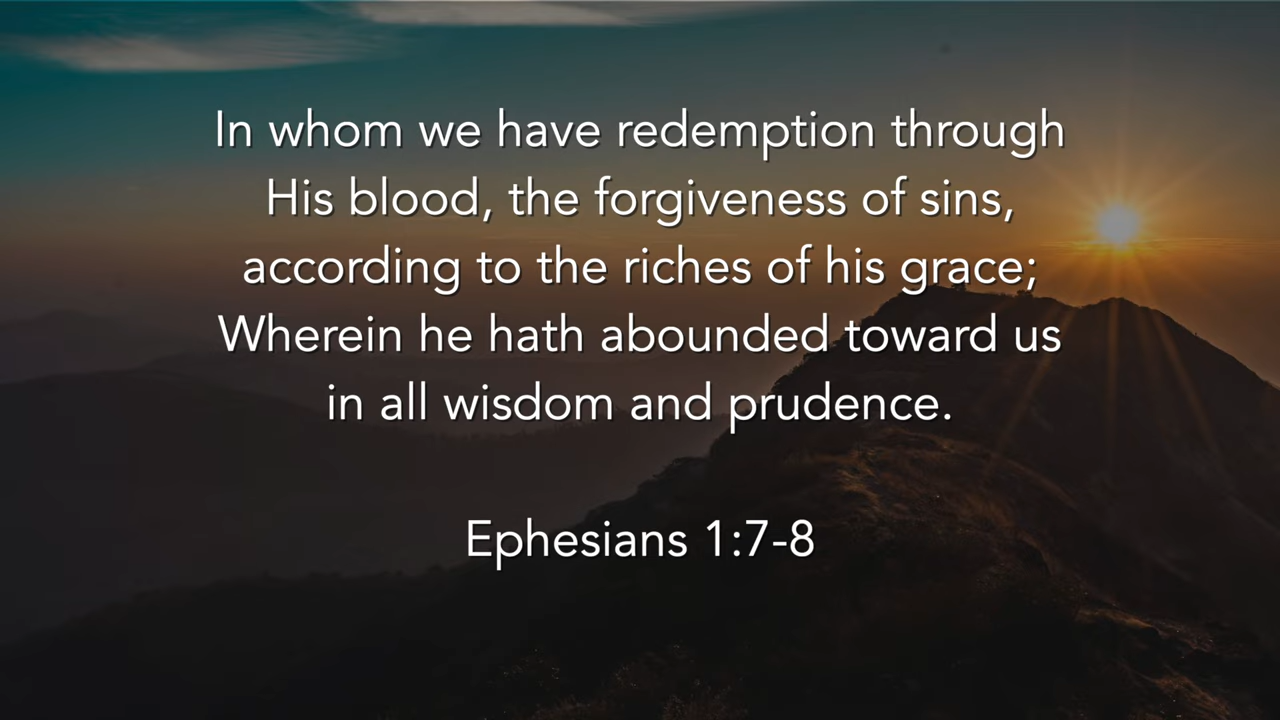 In whom we have redemption through
His blood, the forgiveness of sins,
according to the riches of his grace;
Wherein he hath abounded toward us
in all wisdom and prudence.
Ephesians 1:7-8